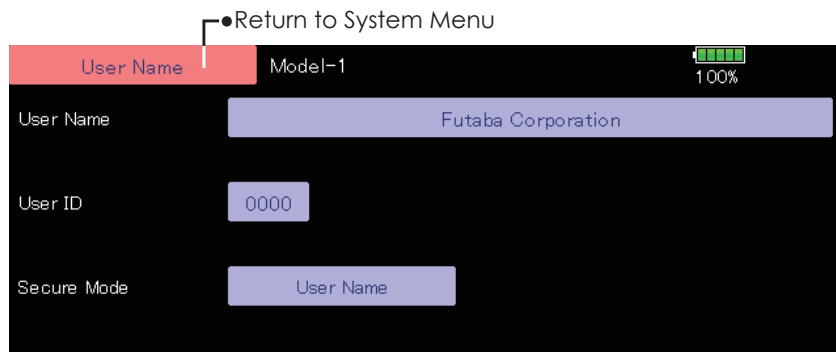 ●Return to System Menu
User Name Model-1
100%
User Name Futaba Corporation
User ID 0000
Secure Mode User Name